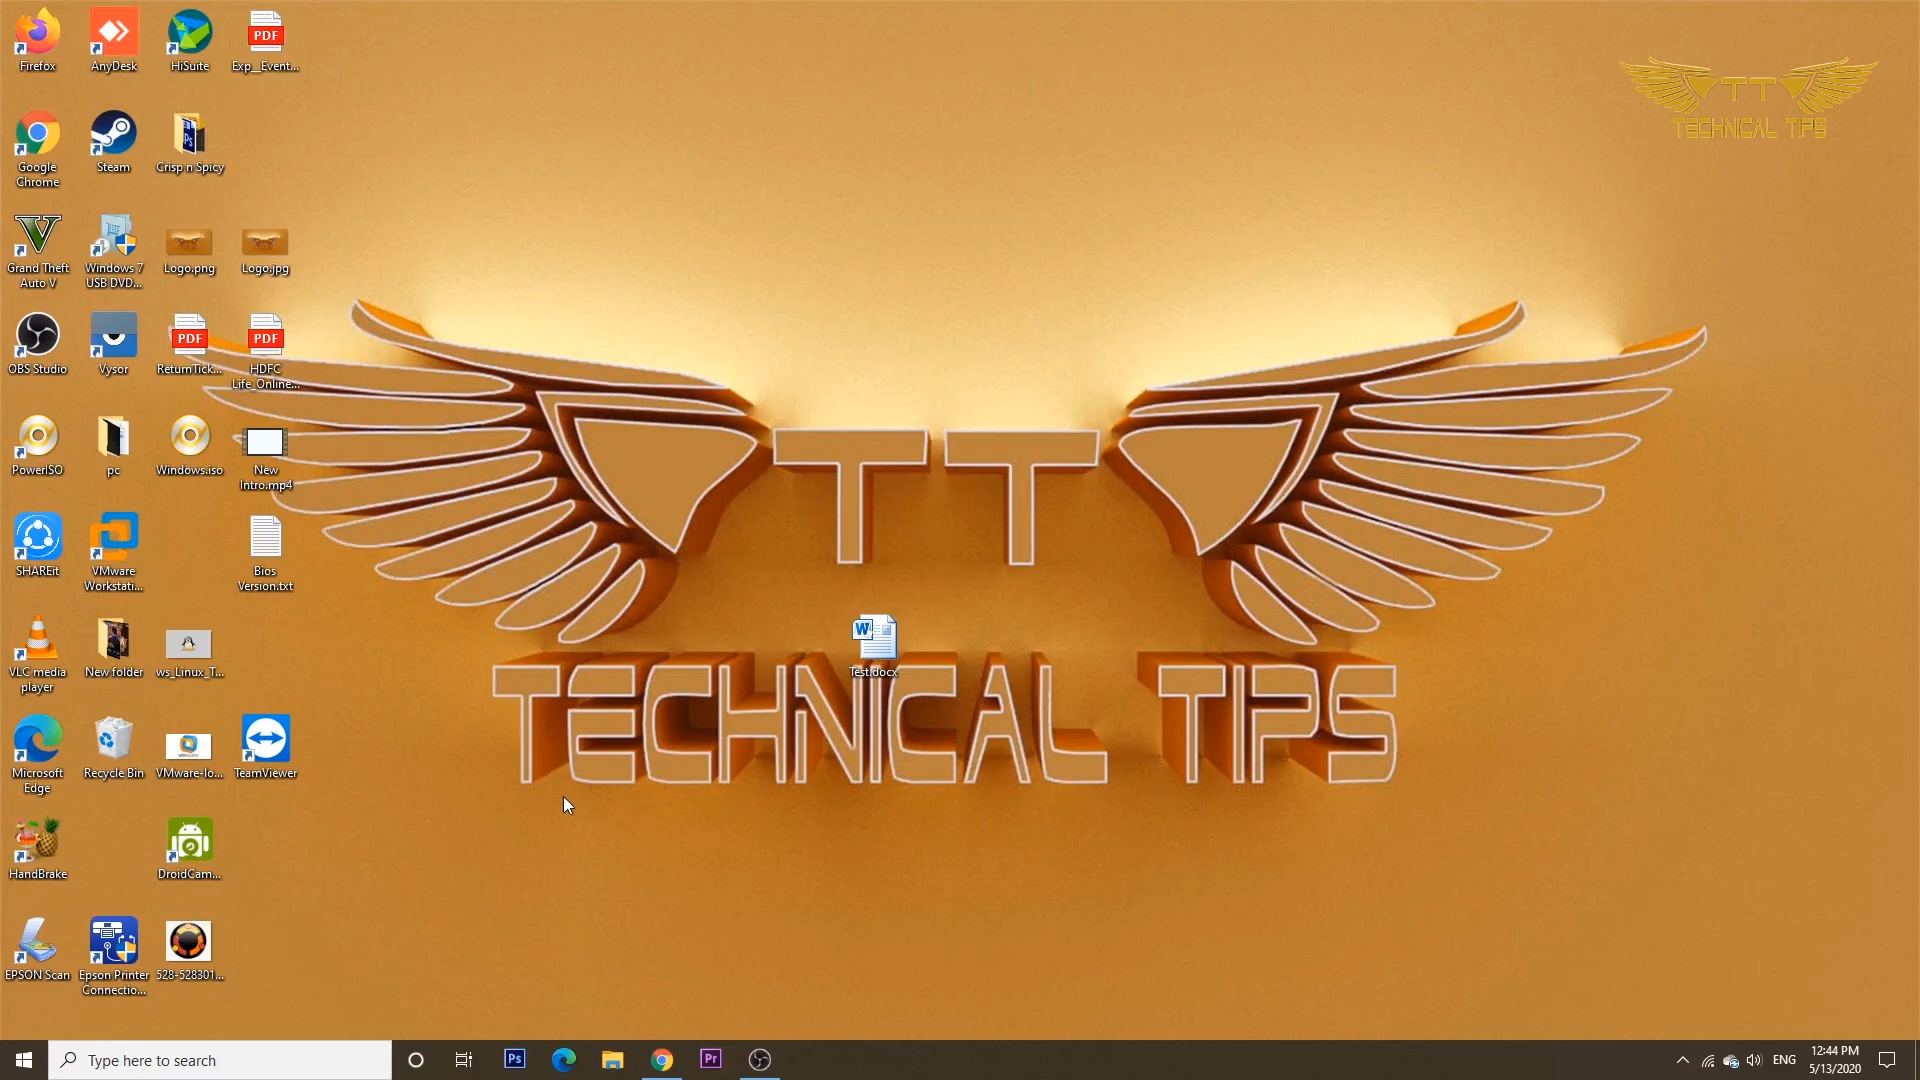 Firefox
AnyDesk
HiSuite
Exp_Event...
PDF
TT
TECHNICAL TIPS
Google
Chrome
Steam
Crisp n Spicy
Ps
Grand Theft
Auto V
Windows 7
USB DVD...
Logo.png
Logo.jpg
OBS Studio
Vysor
PDF
ReturnTick...
PDF
HDFC
Life_Online...
PowerISO
pc
Windows.iso
New
Intro.mp4
TT
SHAREit
VMware
Workstati...
Bios
Version.txt
VLC media
player
New folder
ws_Linux_T...
W
Test.docx
TECHNICAL TIPS
Microsoft
Edge
Recycle Bin
VMware-lo...
TeamViewer
HandBrake
DroidCam...
EPSON Scan
Epson Printer
Connectio...
528-528301...
Type here to search
Ps
Pr
ENG
12:44 PM
5/13/2020